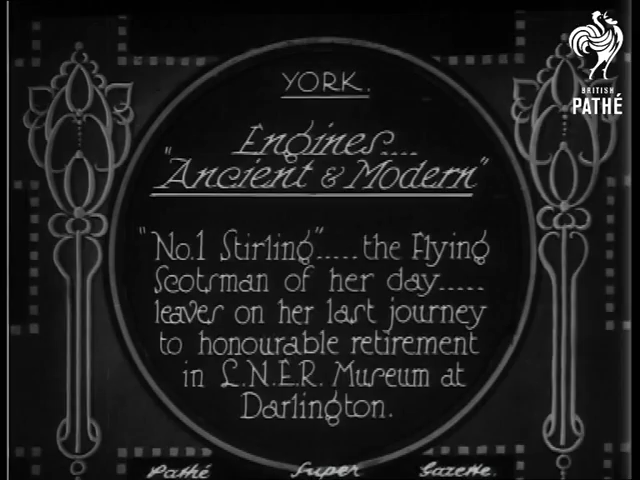 BRITISH
PATHÉ
YORK.
Engines....
"Ancient & Modern"
"No.1 Stirling".....the Flying
Scotsman of her day.....
leaves on her last journey
to honourable retirement
in L.N.E.R. Museum at
Darlington.
Pathé Super Gazette.